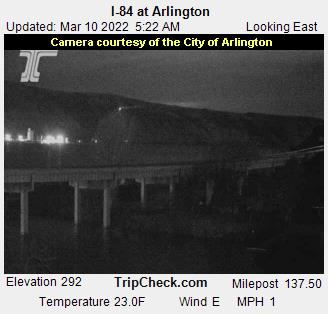 I-84 at Arlington
Updated: Mar 10 2022 5:22 AM Looking East
Camera courtesy of the City of Arlington
Elevation 292 TripCheck.com Milepost 137.50
Temperature 23.0F Wind E MPH 1